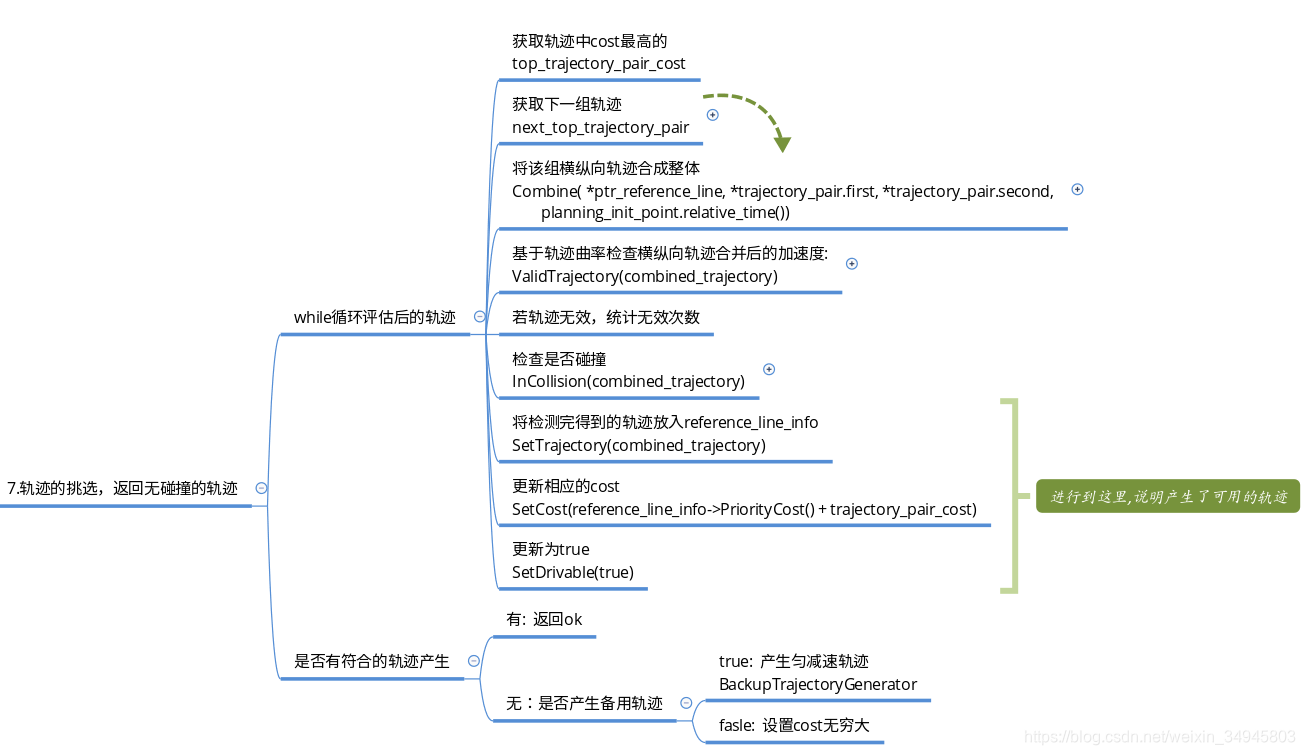 获取轨迹中cost最高的
top_trajectory_pair_cost
获取下一组轨迹
next_top_trajectory_pair
将该组横纵向轨迹合成整体
Combine( *ptr_reference_line, *trajectory_pair.first, *trajectory_pair.second,
planning_init_point.relative_time())
基于轨迹曲率检查横纵向轨迹合并后的加速度:
ValidTrajectory(combined_trajectory)
while循环评估后的轨迹
若轨迹无效，统计无效次数
检查是否碰撞
InCollision(combined_trajectory)
将检测完得到的轨迹放入reference_line_info
SetTrajectory(combined_trajectory)
7.轨迹的挑选，返回无碰撞的轨迹
更新相应的cost
SetCost(reference_line_info->PriorityCost() + trajectory_pair_cost)
进行到这里,说明产生了可用的轨迹
更新为true
SetDrivable(true)
是否有符合的轨迹产生
有: 返回ok
无：是否产生备用轨迹
true: 产生匀减速轨迹
BackupTrajectoryGenerator
fasle: 设置cost无穷大
https://blog.csdn.net/weixin_34945803